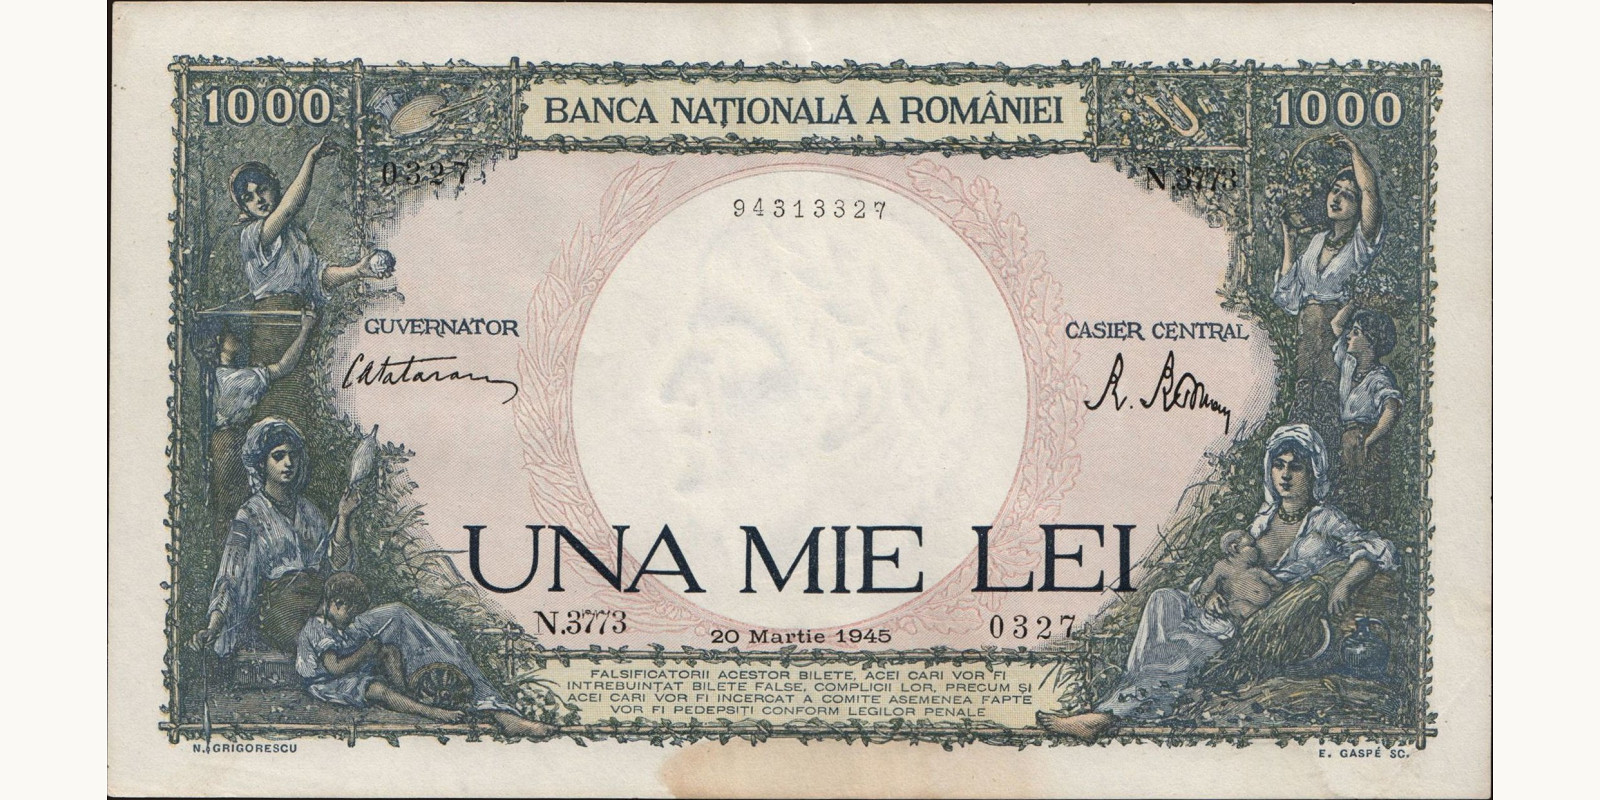 1000 BANCA NAȚIONALĂ A ROMÂNIEI 1000
0327 N.3773
94313327
GUVERNATOR CASIER CENTRAL
UNA MIE LEI
N.3773 20 Martie 1945 0327
FALSIFICATORII ACESTOR BILETE, ACEI CARI VOR FI
INTREBUINȚAT BILETE FALSE, COMPLICII LOR, PRECUM ȘI
ACEI CARI VOR FI INCERCAT A COMITE ASEMENEA FAPTE
VOR FI PEDEPSITI CONFORM LEGILOR PENALE
N. GRIGORESCU E. GASPÉ SC.